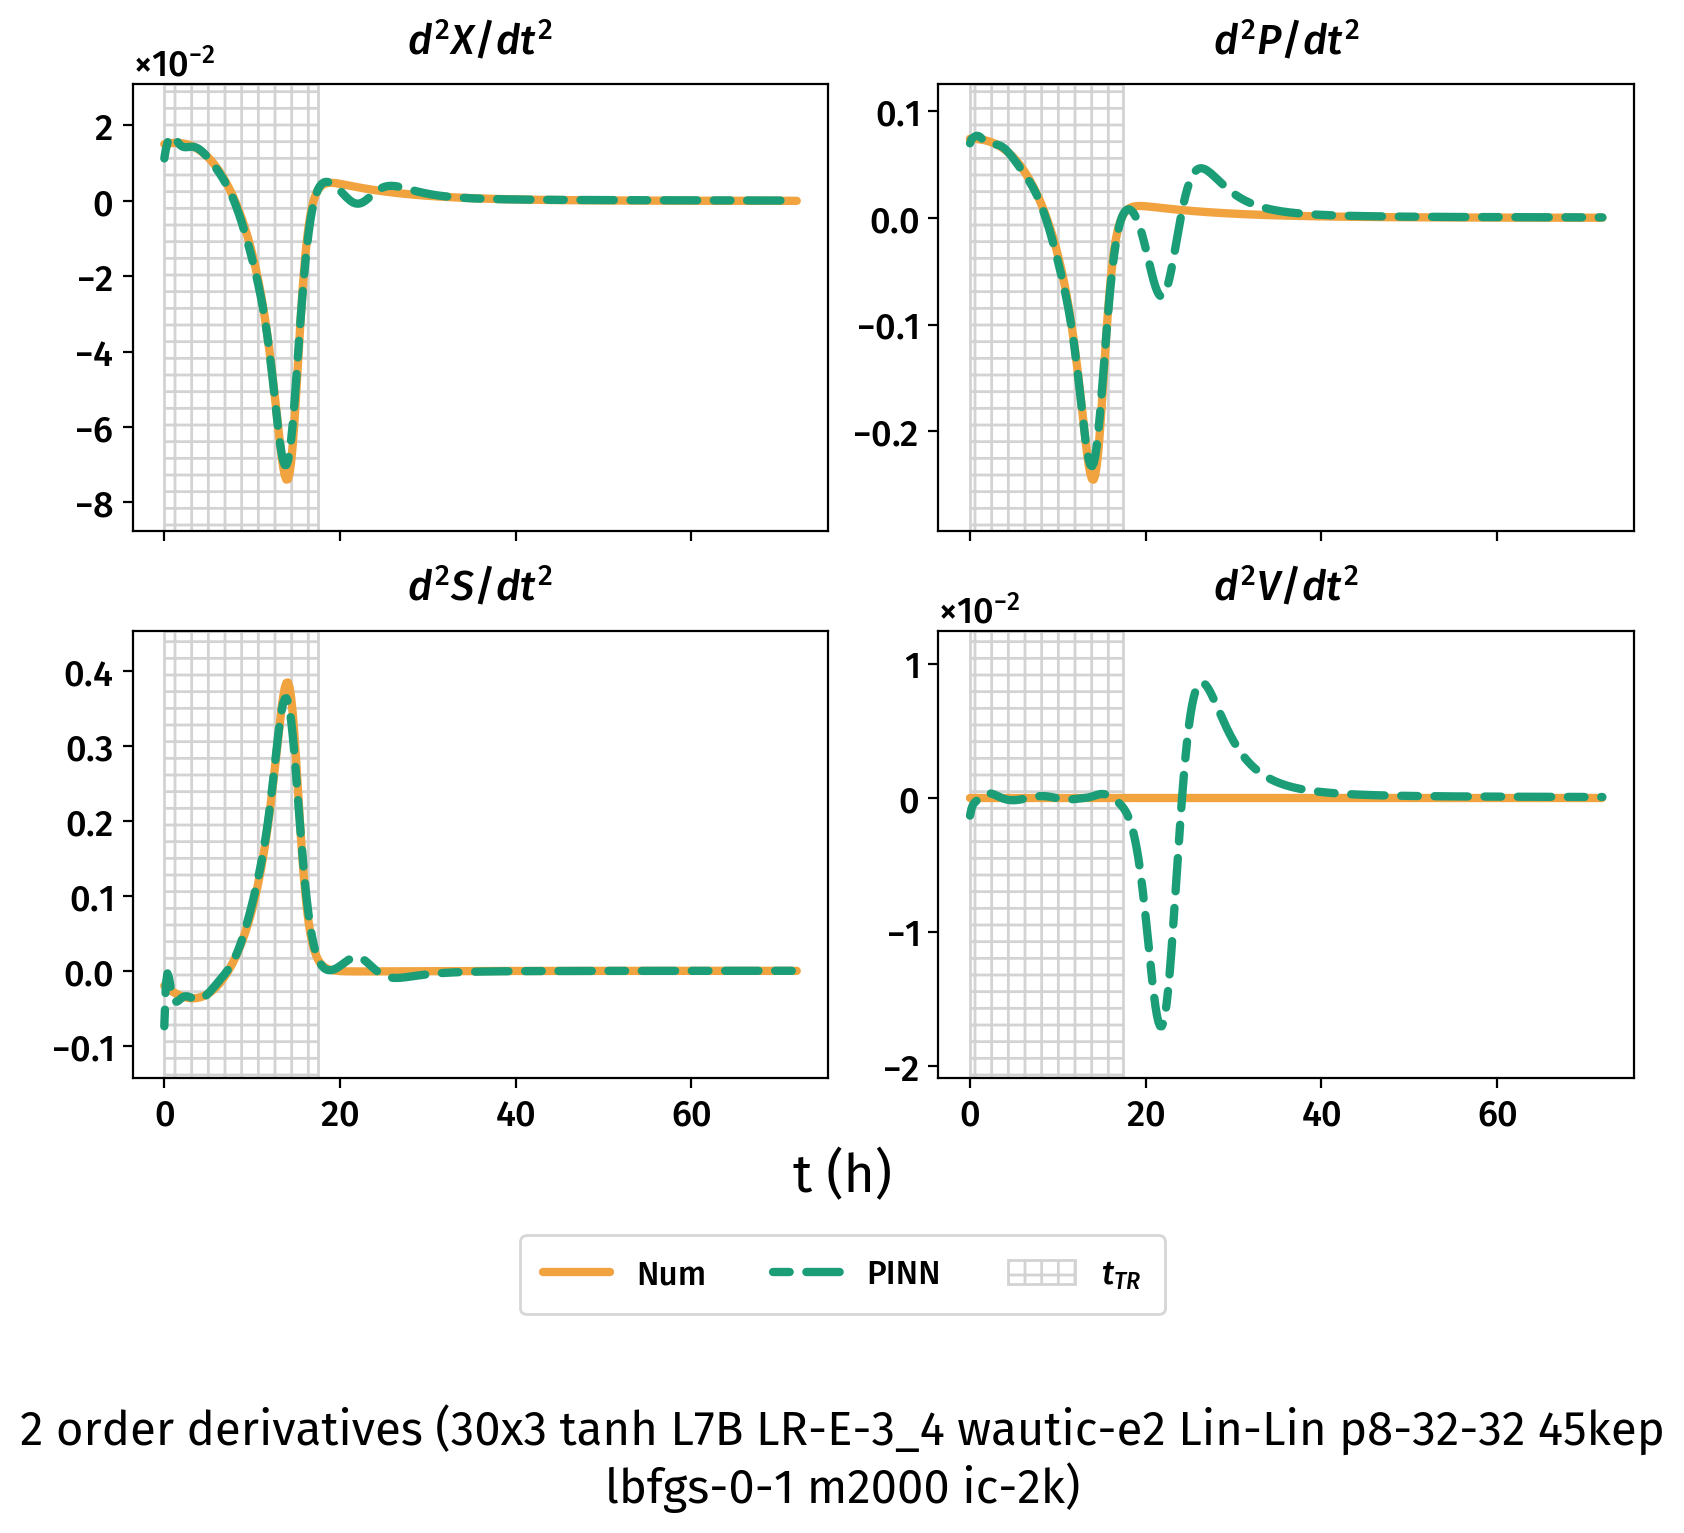 d²X/dt²
×10⁻²
2
0
−2
−4
−6
−8
d²P/dt²
0.1
0.0
−0.1
−0.2
d²S/dt²
0.4
0.3
0.2
0.1
0.0
−0.1
0 20 40 60
d²V/dt²
×10⁻²
1
0
−1
−2
0 20 40 60
t (h)
Num PINN t_TR
2 order derivatives (30x3 tanh L7B LR-E-3_4 wautic-e2 Lin-Lin p8-32-32 45kep
lbfgs-0-1 m2000 ic-2k)